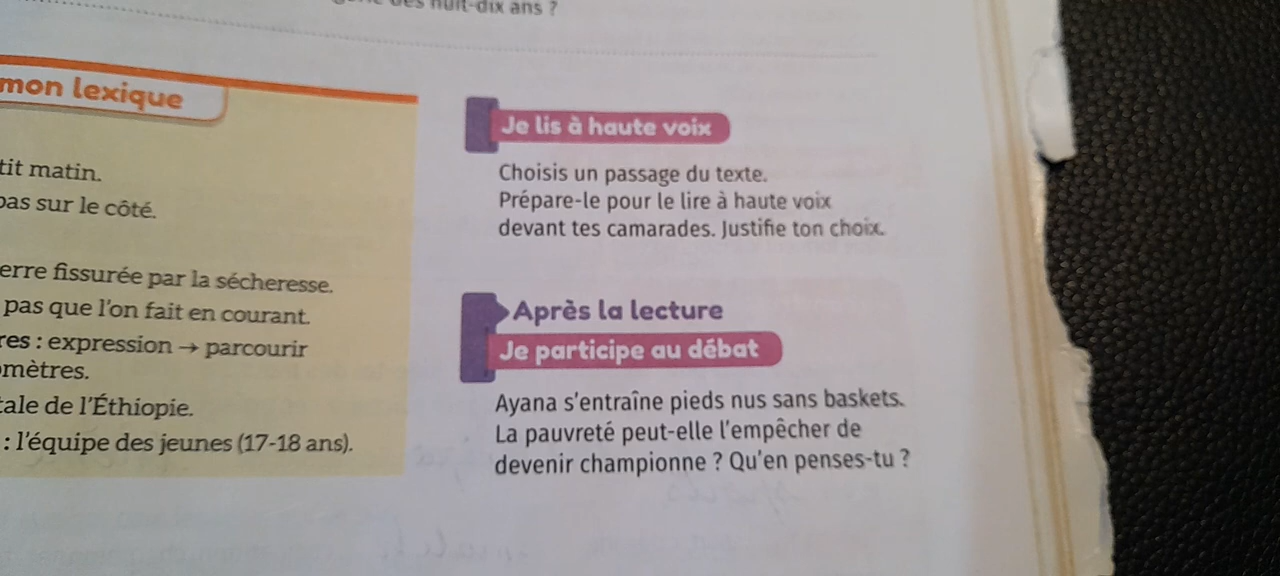 des huit-dix ans ?
mon lexique
tit matin.
pas sur le côté.
erre fissurée par la sécheresse.
pas que l'on fait en courant.
res : expression → parcourir
mètres.
tale de l'Éthiopie.
: l'équipe des jeunes (17-18 ans).
Je lis à haute voix
Choisis un passage du texte.
Prépare-le pour le lire à haute voix
devant tes camarades. Justifie ton choix.
Après la lecture
Je participe au débat
Ayana s'entraîne pieds nus sans baskets.
La pauvreté peut-elle l'empêcher de
devenir championne ? Qu'en penses-tu ?